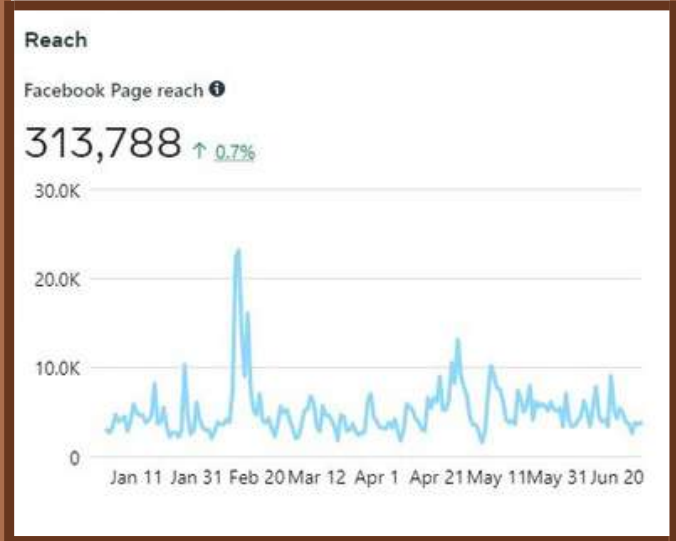 Reach
Facebook Page reach
313,788 ↑ 0.7%
30.0K
20.0K
10.0K
0
Jan 11 Jan 31 Feb 20 Mar 12 Apr 1 Apr 21 May 11 May 31 Jun 20